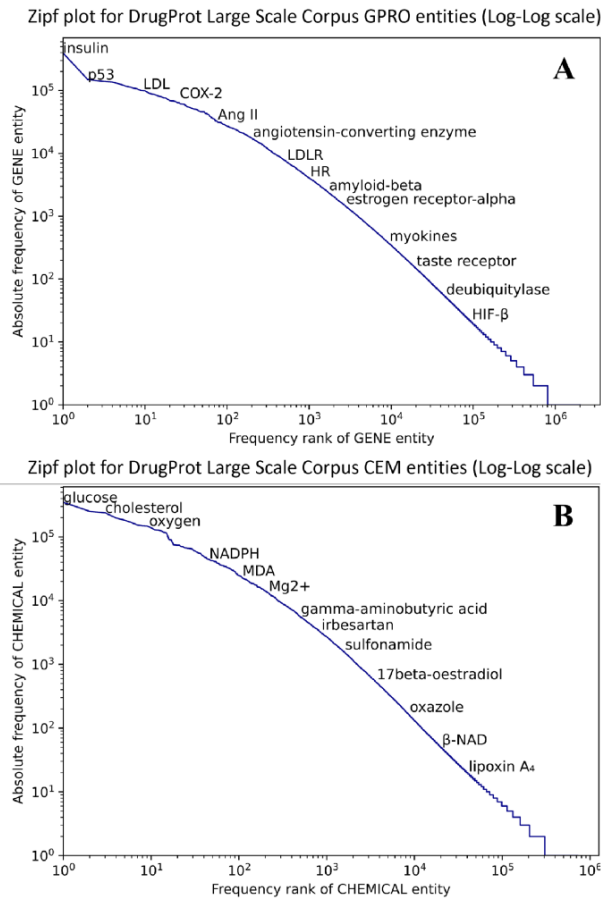 Zipf plot for DrugProt Large Scale Corpus GPRO entities (Log-Log scale)
A
insulin
p53
LDL
COX-2
Ang II
angiotensin-converting enzyme
LDLR
HR
amyloid-beta
estrogen receptor-alpha
myokines
taste receptor
deubiquitylase
HIF-β
Absolute frequency of GENE entity
10⁵
10⁴
10³
10²
10¹
10⁰
10⁰ 10¹ 10² 10³ 10⁴ 10⁵ 10⁶
Frequency rank of GENE entity
Zipf plot for DrugProt Large Scale Corpus CEM entities (Log-Log scale)
B
glucose
cholesterol
oxygen
NADPH
MDA
Mg2+
gamma-aminobutyric acid
irbesartan
sulfonamide
17beta-oestradiol
oxazole
β-NAD
lipoxin A₄
Absolute frequency of CHEMICAL entity
10⁵
10⁴
10³
10²
10¹
10⁰
10⁰ 10¹ 10² 10³ 10⁴ 10⁵ 10⁶
Frequency rank of CHEMICAL entity